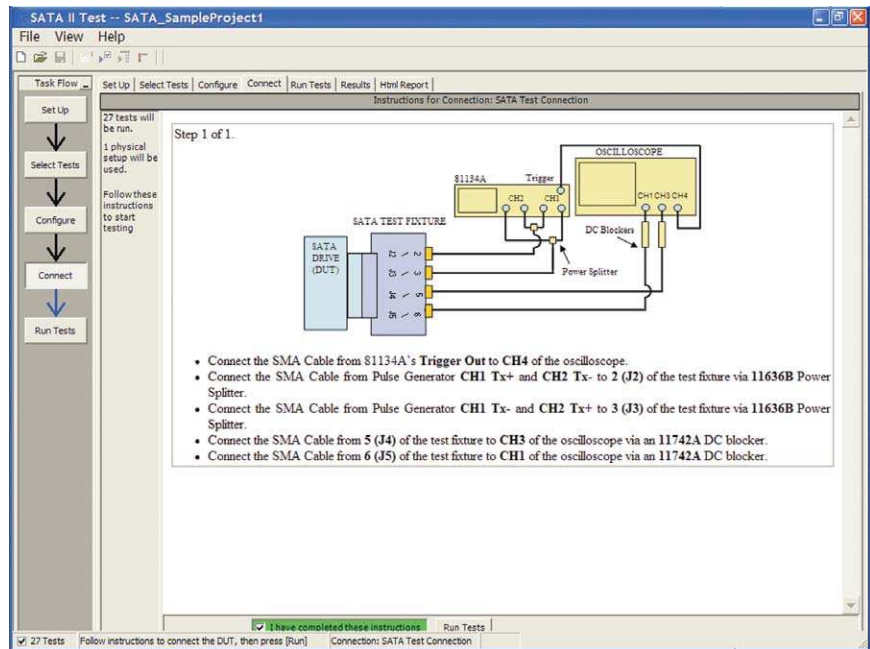 SATA II Test -- SATA_SampleProject1
File View Help
Task Flow
Set Up
Select Tests
Configure
Connect
Run Tests
Set Up Select Tests Configure Connect Run Tests Results Html Report
Instructions for Connection: SATA Test Connection
27 tests will
be run.
1 physical
setup will be
used.
Follow these
instructions
to start
testing
Step 1 of 1.
OSCILLOSCOPE
81134A Trigger
CH2 CH1
CH1 CH3 CH4
SATA TEST FIXTURE
DC Blockers
SATA
DRIVE
(DUT)
Power Splitter
J2 / 2
J3 / 3
J4 / 5
J5 / 6
• Connect the SMA Cable from 81134A's Trigger Out to CH4 of the oscilloscope.
• Connect the SMA Cable from Pulse Generator CH1 Tx+ and CH2 Tx- to 2 (J2) of the test fixture via 11636B Power
Splitter.
• Connect the SMA Cable from Pulse Generator CH1 Tx- and CH2 Tx+ to 3 (J3) of the test fixture via 11636B Power
Splitter.
• Connect the SMA Cable from 5 (J4) of the test fixture to CH3 of the oscilloscope via an 11742A DC blocker.
• Connect the SMA Cable from 6 (J5) of the test fixture to CH1 of the oscilloscope via an 11742A DC blocker.
I have completed these instructions Run Tests
27 Tests Follow instructions to connect the DUT, then press [Run] Connection: SATA Test Connection